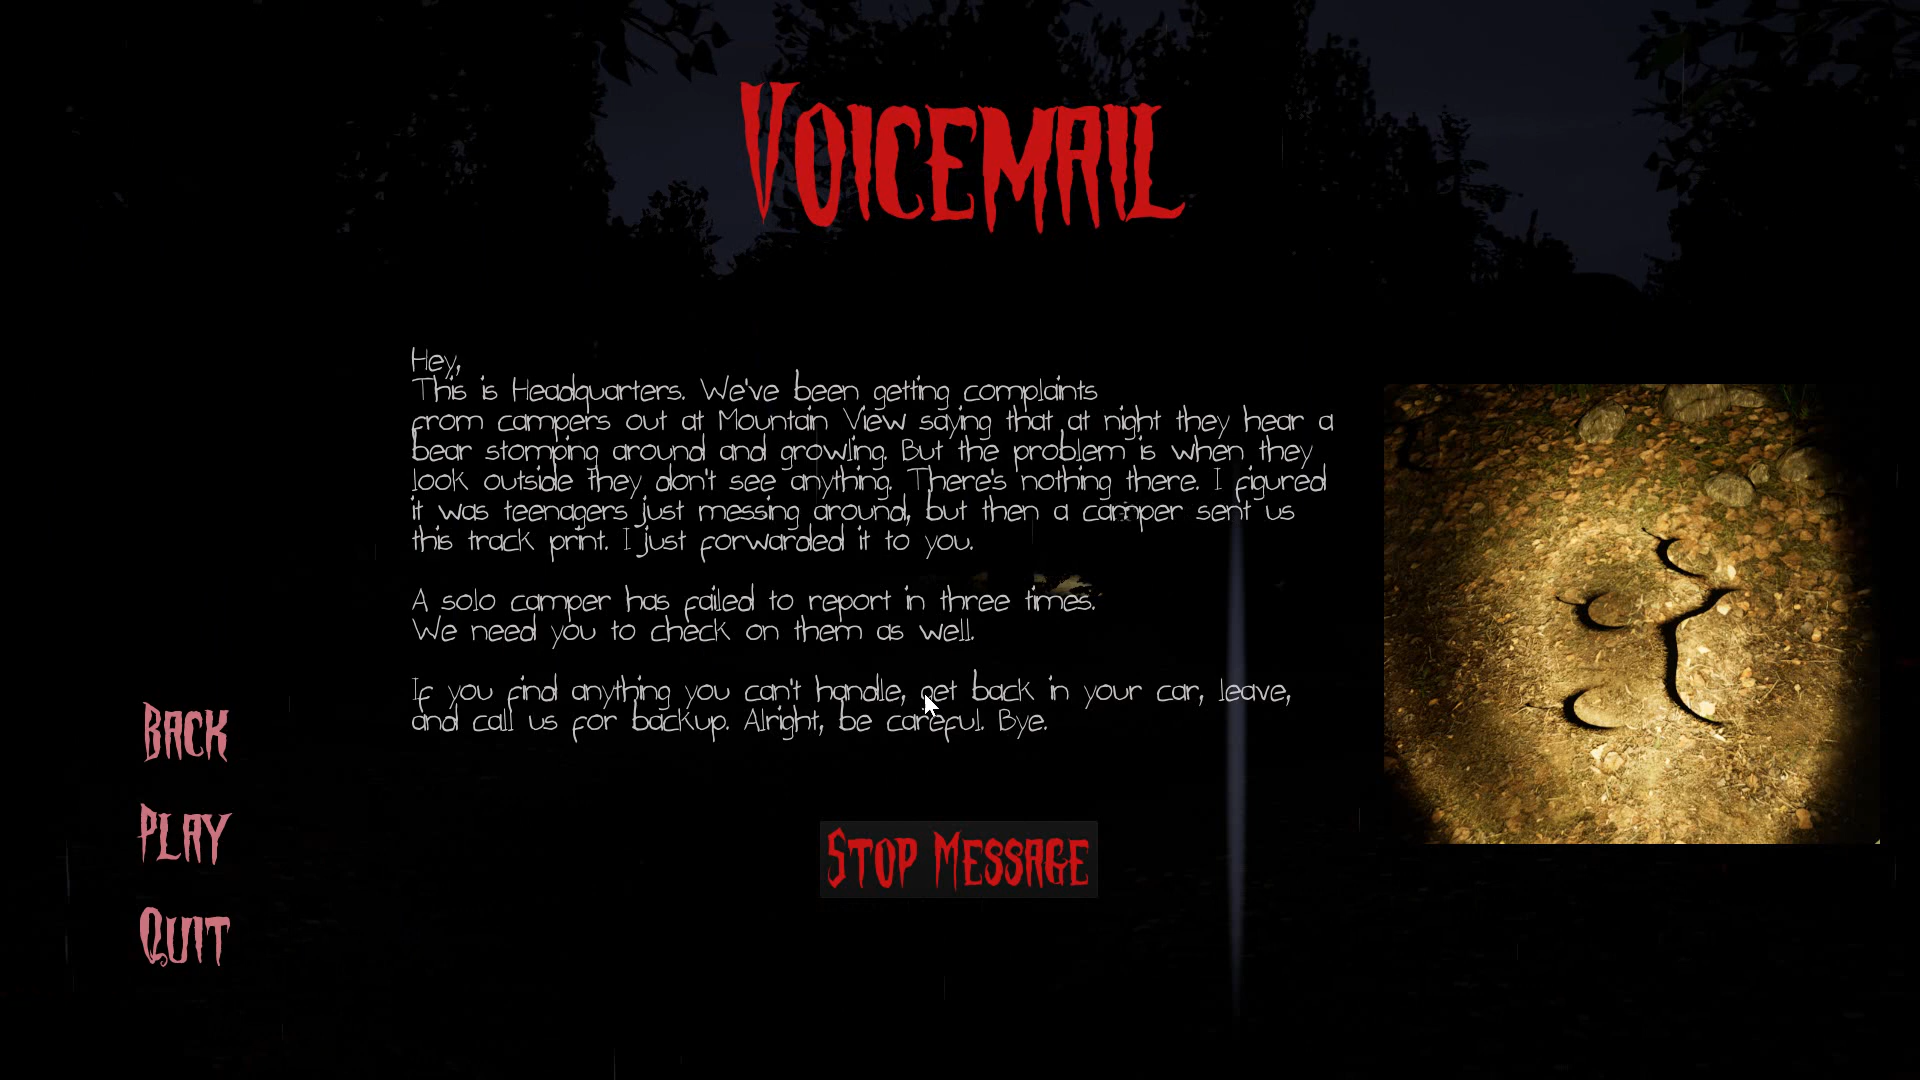 Voicemail
Hey,
This is Headquarters. We've been getting complaints
from campers out at Mountain View saying that at night they hear a
bear stomping around and growling. But the problem is when they
look outside they don't see anything. There's nothing there. I figured
it was teenagers just messing around, but then a camper sent us
this track print. I just forwarded it to you.
A solo camper has failed to report in three times.
We need you to check on them as well.
If you find anything you can't handle, get back in your car, leave,
and call us for backup. Alright, be careful. Bye.
Back
Play
Quit
Stop Message